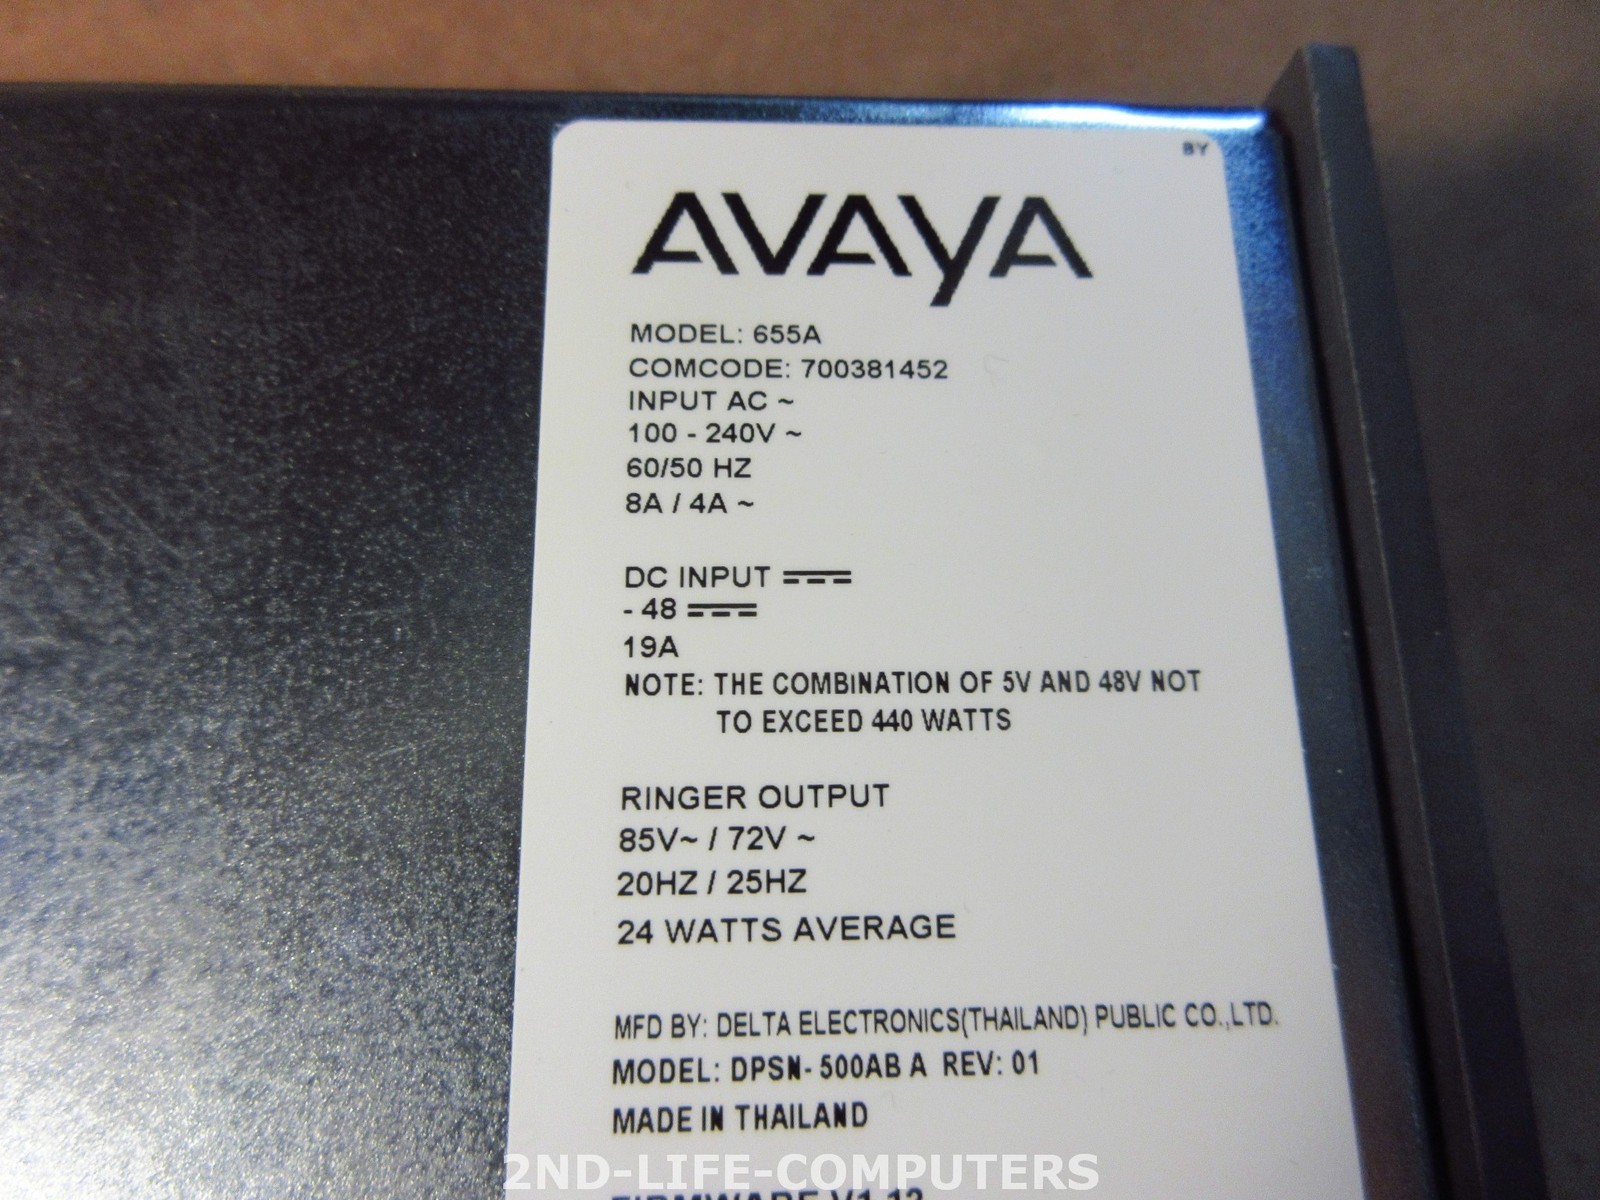 BY
AVAYA
MODEL: 655A
COMCODE: 700381452
INPUT AC ~
100 - 240V ~
60/50 HZ
8A / 4A ~
DC INPUT ⎓
- 48 ⎓
19A
NOTE: THE COMBINATION OF 5V AND 48V NOT
TO EXCEED 440 WATTS
RINGER OUTPUT
85V~ / 72V ~
20HZ / 25HZ
24 WATTS AVERAGE
MFD BY: DELTA ELECTRONICS(THAILAND) PUBLIC CO.,LTD.
MODEL: DPSN- 500AB A REV: 01
MADE IN THAILAND
2ND-LIFE-COMPUTERS
FIRMWARE V1.13